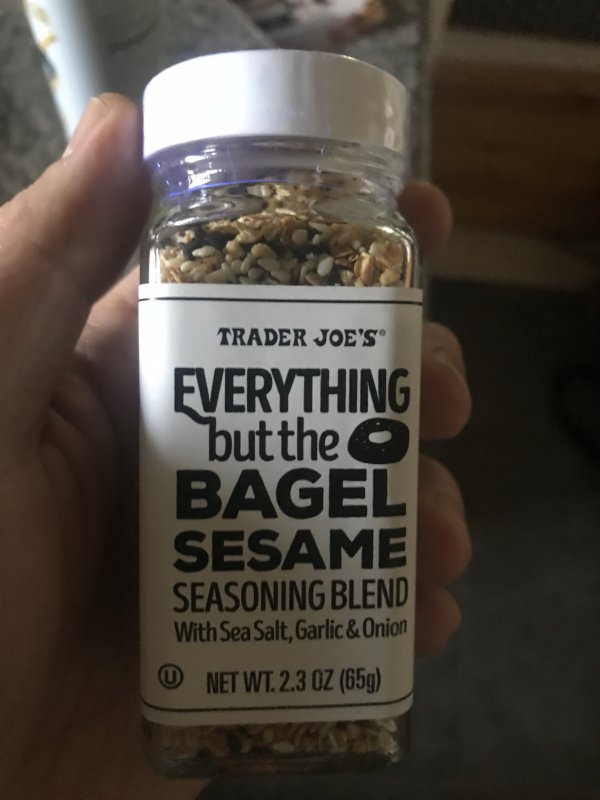 TRADER JOE'S®
EVERYTHING
but the
BAGEL
SESAME
SEASONING BLEND
With Sea Salt, Garlic & Onion
U NET WT. 2.3 OZ (65g)